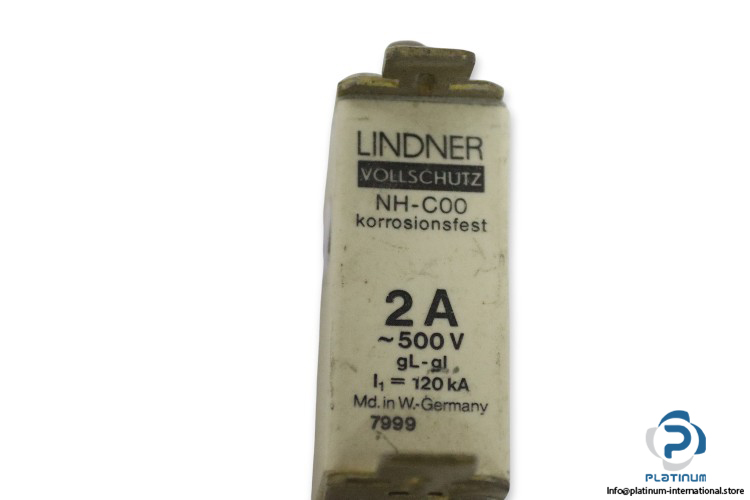 LINDNER
VOLLSCHUTZ
NH-C00
korrosionsfest
2 A
~500 V
gL-gI
I₁ = 120 kA
Md. in W.-Germany
7999
PLATINUM
Info@platinum-international.store